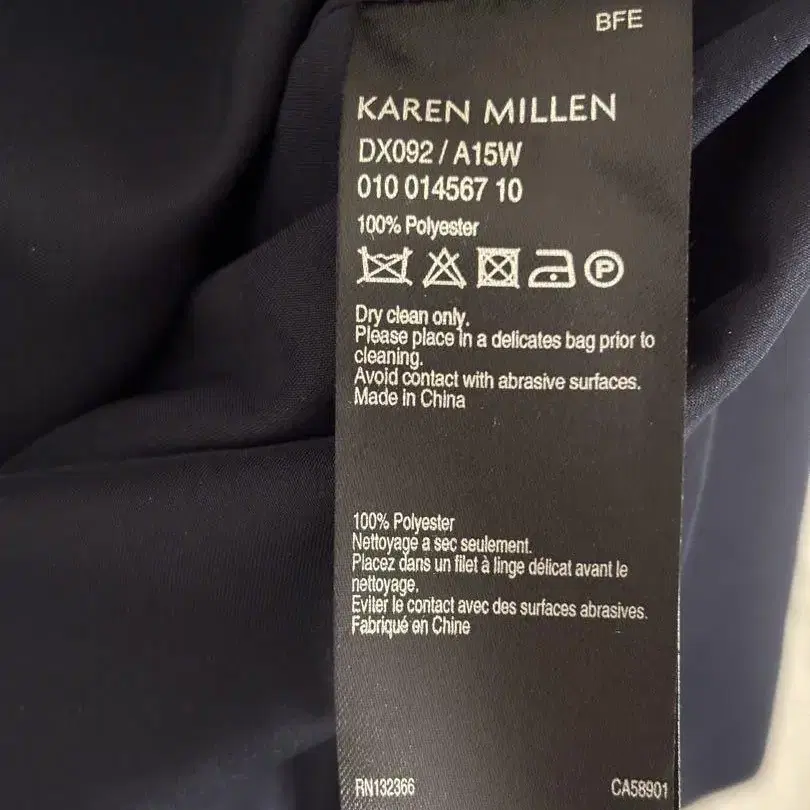 BFE
KAREN MILLEN
DX092 / A15W
010 014567 10
100% Polyester
P
Dry clean only.
Please place in a delicates bag prior to
cleaning.
Avoid contact with abrasive surfaces.
Made in China
100% Polyester
Nettoyage a sec seulement.
Placez dans un filet à linge délicat avant le
nettoyage.
Eviter le contact avec des surfaces abrasives.
Fabriqué en Chine
RN132366 CA58901